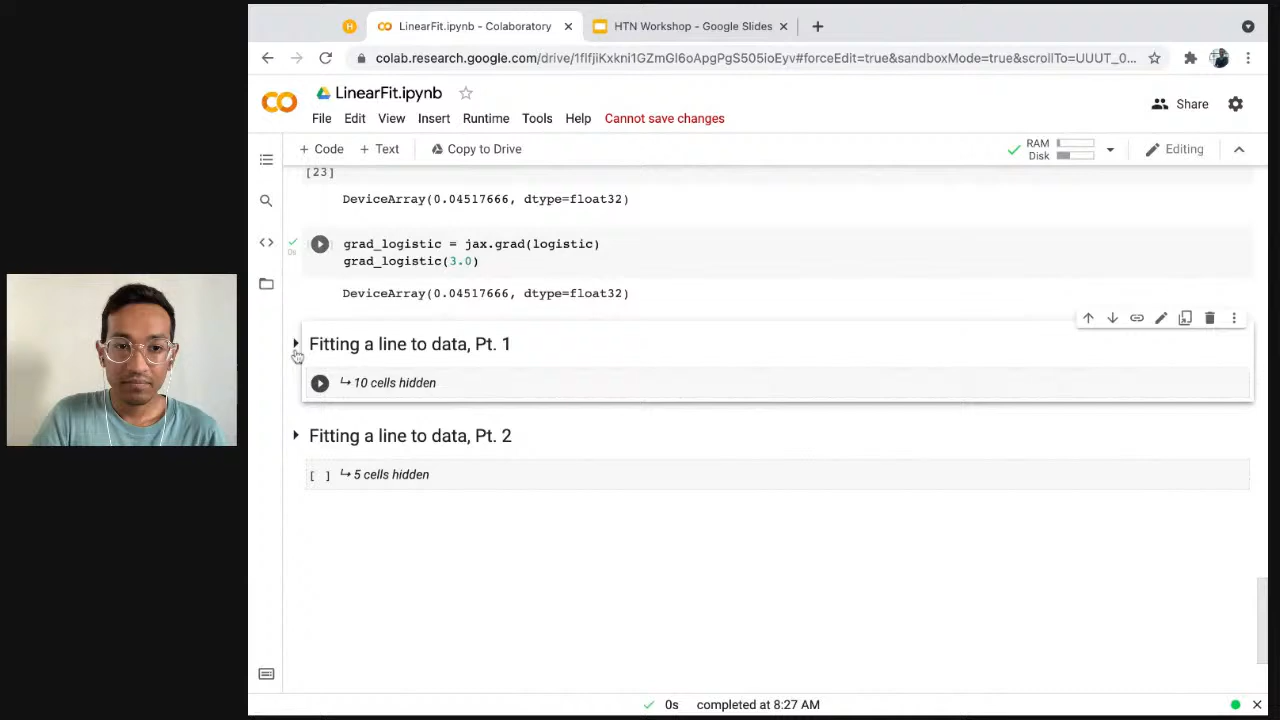 H
LinearFit.ipynb - Colaboratory
HTN Workshop - Google Slides
colab.research.google.com/drive/1flfjiKxkni1GZmGl6oApgPgS505ioEyv#forceEdit=true&sandboxMode=true&scrollTo=UUUT_0...
LinearFit.ipynb
Share
File Edit View Insert Runtime Tools Help Cannot save changes
+ Code + Text Copy to Drive
RAM
Disk
Editing
[23]
DeviceArray(0.04517666, dtype=float32)
grad_logistic = jax.grad(logistic)
0s
grad_logistic(3.0)
DeviceArray(0.04517666, dtype=float32)
Fitting a line to data, Pt. 1
10 cells hidden
Fitting a line to data, Pt. 2
[ ] 5 cells hidden
0s completed at 8:27 AM